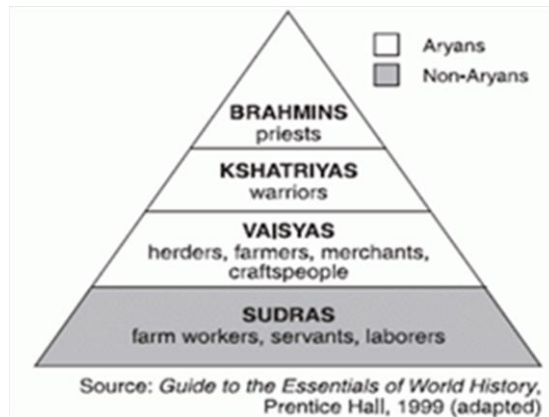 Aryans
Non-Aryans
BRAHMINS
priests
KSHATRIYAS
warriors
VAISYAS
herders, farmers, merchants,
craftspeople
SUDRAS
farm workers, servants, laborers
Source: Guide to the Essentials of World History,
Prentice Hall, 1999 (adapted)